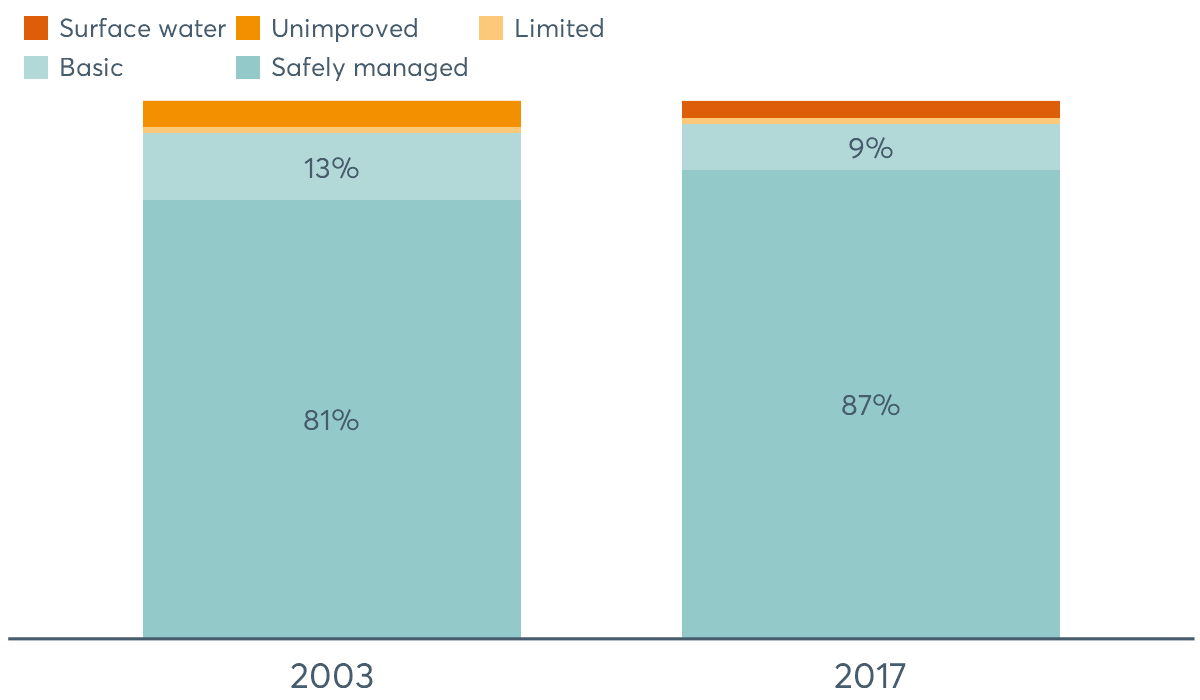 Surface water Unimproved Limited
Basic Safely managed
13% 9%
81% 87%
2003 2017